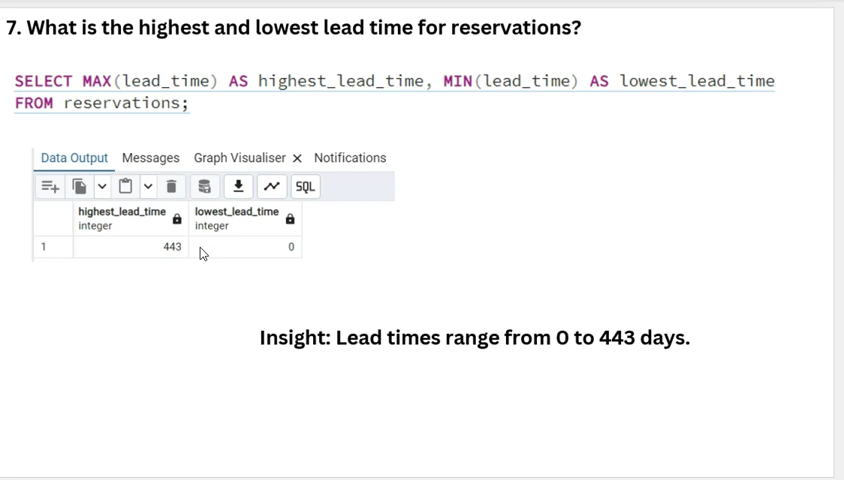 7. What is the highest and lowest lead time for reservations?
SELECT MAX(lead_time) AS highest_lead_time, MIN(lead_time) AS lowest_lead_time
FROM reservations;
Data Output Messages Graph Visualiser × Notifications
SQL
highest_lead_time lowest_lead_time
integer integer
1 443 0
Insight: Lead times range from 0 to 443 days.